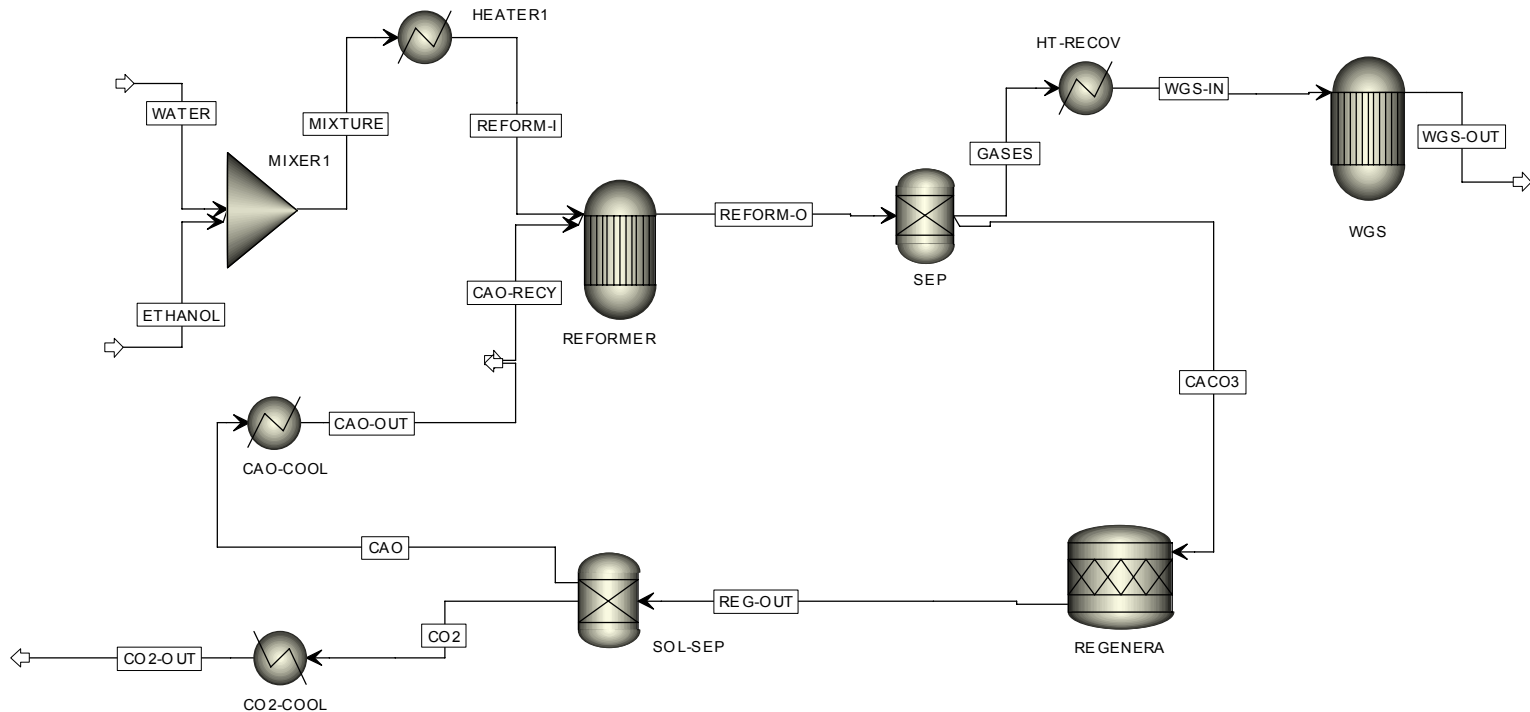 HEATER1
HT-RECOV
WGS-IN
WATER
MIXTURE
REFORM-I
WGS-OUT
GASES
MIXER1
REFORM-O
WGS
SEP
CAO-RECY
ETHANOL
REFORMER
CACO3
CAO-OUT
CAO-COOL
CAO
REG-OUT
CO2
SOL-SEP
REGENERA
CO2-OUT
CO2-COOL